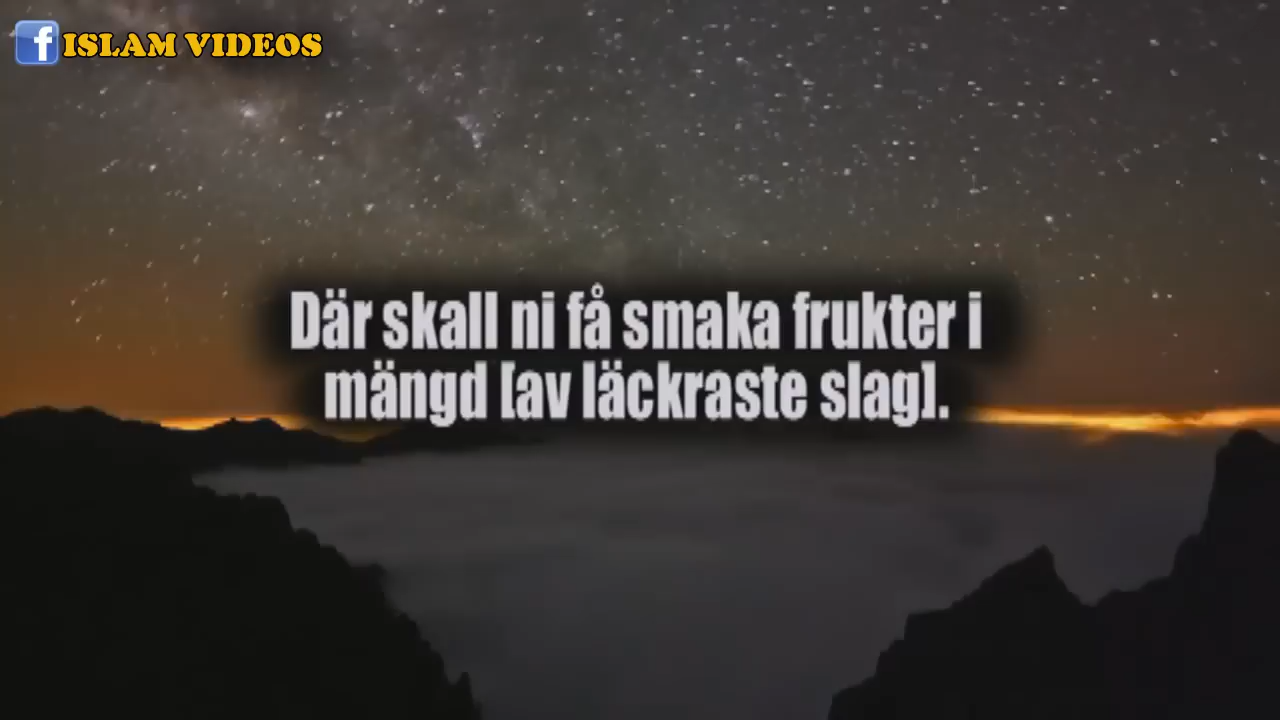 ISLAM VIDEOS
Där skall ni få smaka frukter i
mängd [av läckraste slag].